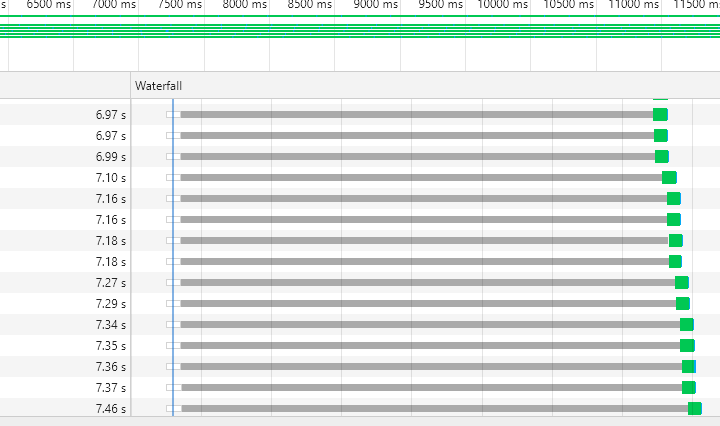 s 6500 ms 7000 ms 7500 ms 8000 ms 8500 ms 9000 ms 9500 ms 10000 ms 10500 ms 11000 ms 11500 ms
Waterfall
6.97 s
6.97 s
6.99 s
7.10 s
7.16 s
7.16 s
7.18 s
7.18 s
7.27 s
7.29 s
7.34 s
7.35 s
7.36 s
7.37 s
7.46 s